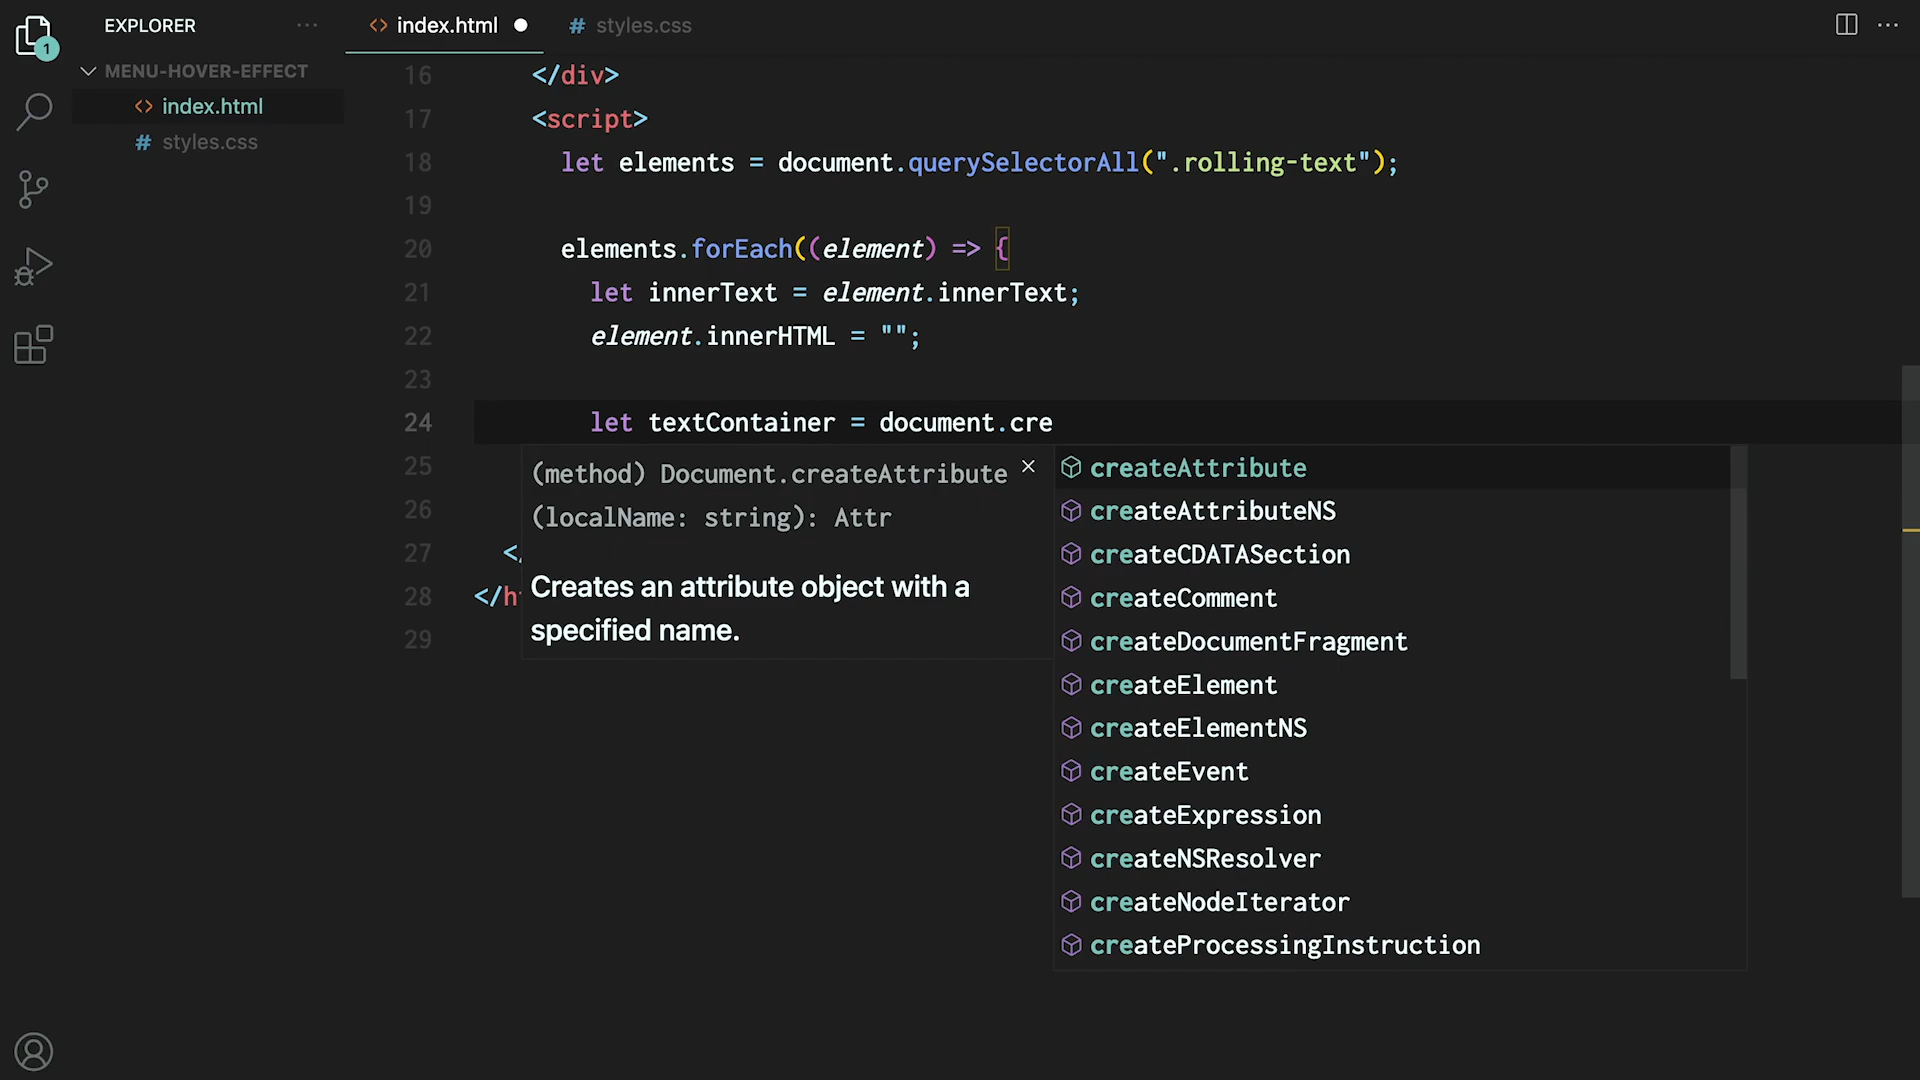 EXPLORER
1
MENU-HOVER-EFFECT
<> index.html
# styles.css
<> index.html
# styles.css
16 </div>
17 <script>
18 let elements = document.querySelectorAll(".rolling-text");
19
20 elements.forEach((element) => {
21 let innerText = element.innerText;
22 element.innerHTML = "";
23
24 let textContainer = document.cre
25
26
27 </
28 </h
29
(method) Document.createAttribute
(localName: string): Attr
Creates an attribute object with a
specified name.
createAttribute
createAttributeNS
createCDATASection
createComment
createDocumentFragment
createElement
createElementNS
createEvent
createExpression
createNSResolver
createNodeIterator
createProcessingInstruction